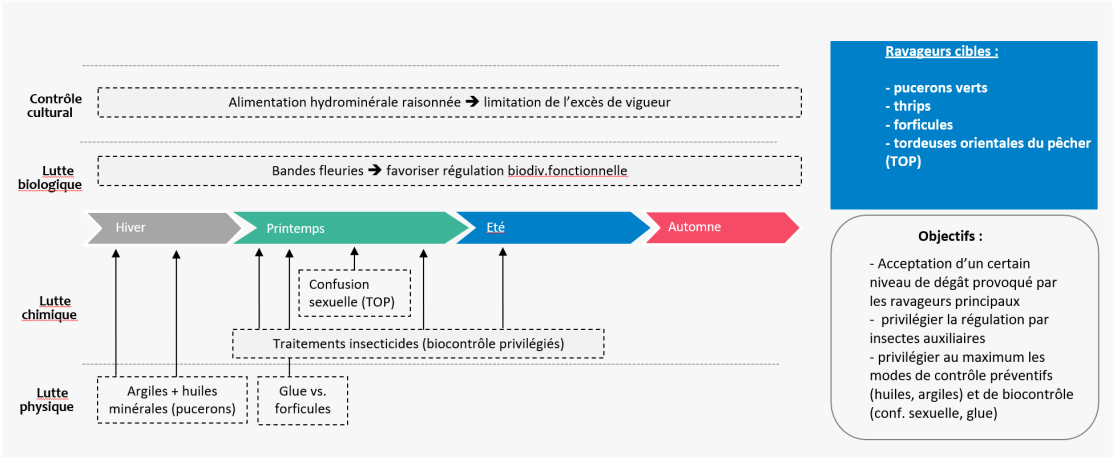 Contrôle
cultural
Alimentation hydrominérale raisonnée ➔ limitation de l'excès de vigueur
Lutte
biologique
Bandes fleuries ➔ favoriser régulation biodiv.fonctionnelle
Hiver
Printemps
Eté
Automne
Lutte
chimique
Confusion
sexuelle (TOP)
Traitements insecticides (biocontrôle privilégiés)
Lutte
physique
Argiles + huiles
minérales (pucerons)
Glue vs.
forficules
Ravageurs cibles :
- pucerons verts
- thrips
- forficules
- tordeuses orientales du pêcher
(TOP)
Objectifs :
- Acceptation d'un certain
niveau de dégât provoqué par
les ravageurs principaux
- privilégier la régulation par
insectes auxiliaires
- privilégier au maximum les
modes de contrôle préventifs
(huiles, argiles) et de biocontrôle
(conf. sexuelle, glue)